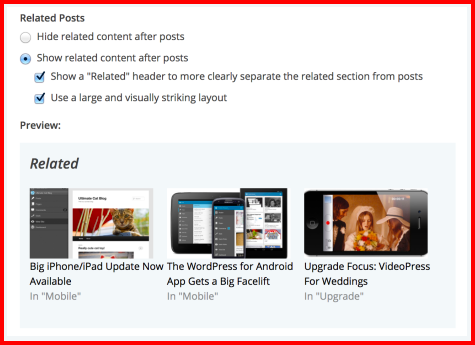 Related Posts
Hide related content after posts
Show related content after posts
Show a "Related" header to more clearly separate the related section from posts
Use a large and visually striking layout
Preview:
Related
Ultimate Cat Blog
Big iPhone/iPad Update Now
Available
In "Mobile"
The WordPress for Android
App Gets a Big Facelift
In "Mobile"
Upgrade Focus: VideoPress
For Weddings
In "Upgrade"